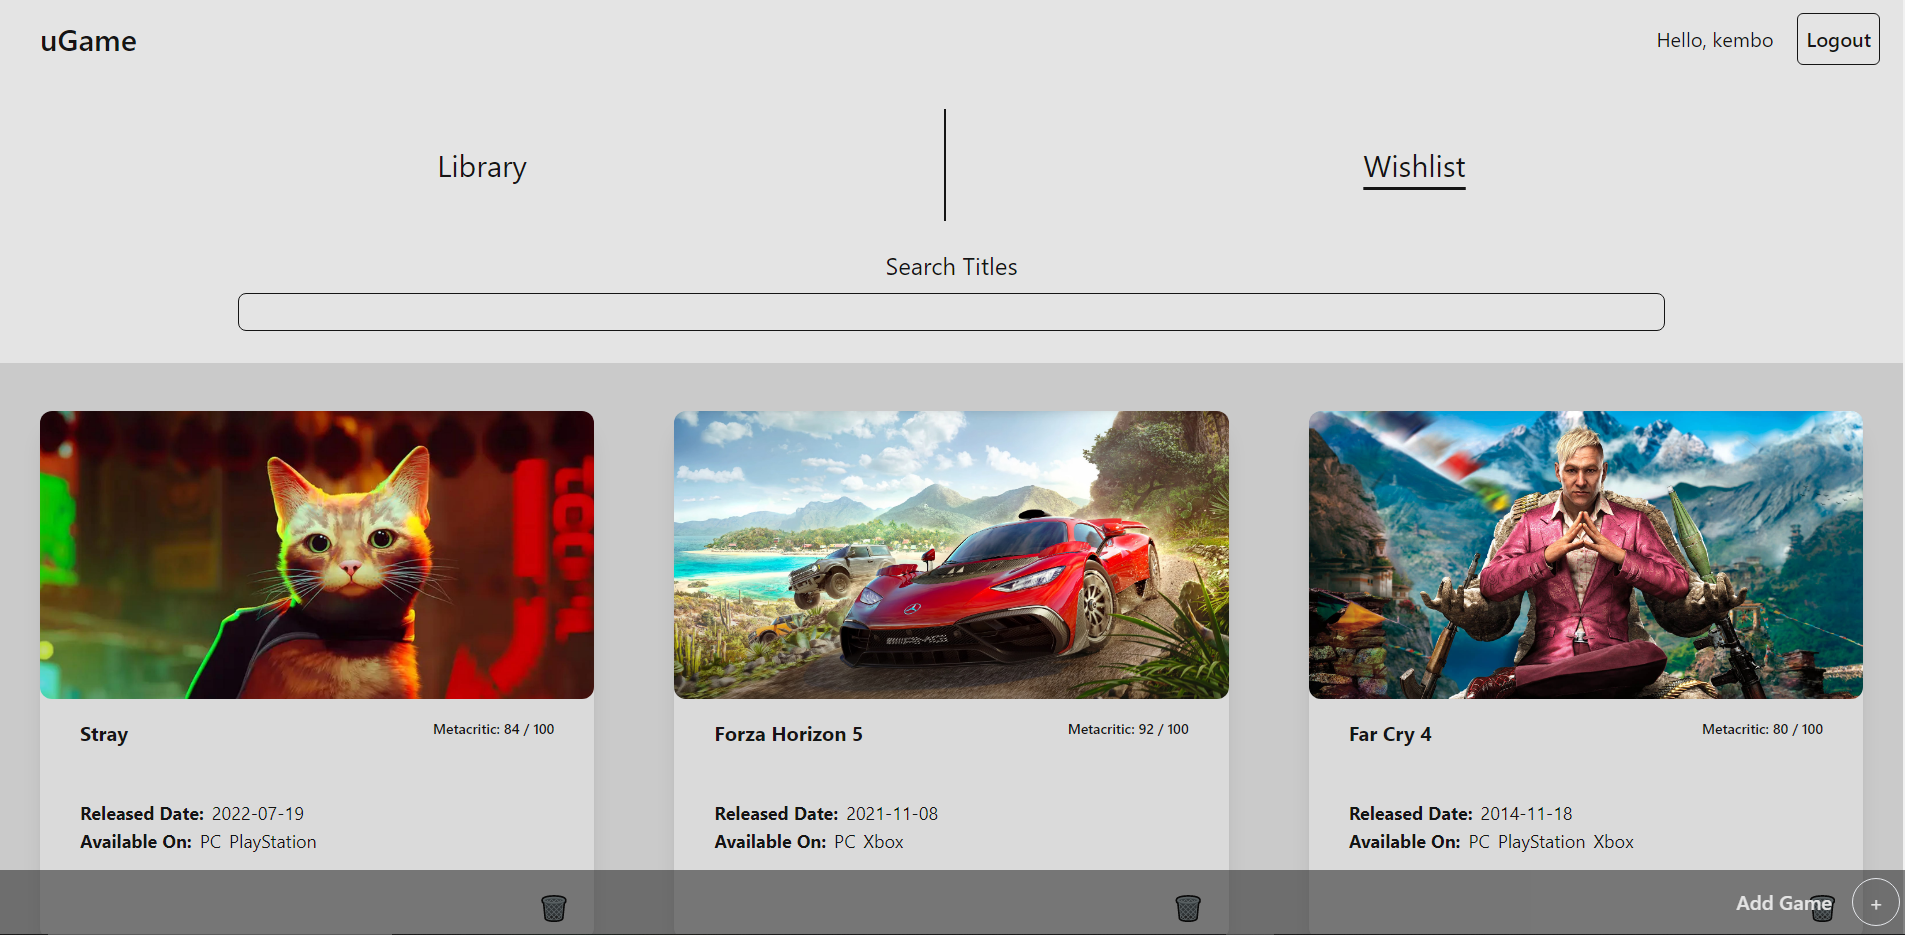 uGame
Hello, kembo
Logout
Library
Wishlist
Search Titles
Stray
Metacritic: 84 / 100
Released Date: 2022-07-19
Available On: PC PlayStation
Forza Horizon 5
Metacritic: 92 / 100
Released Date: 2021-11-08
Available On: PC Xbox
Far Cry 4
Metacritic: 80 / 100
Released Date: 2014-11-18
Available On: PC PlayStation Xbox
Add Game +